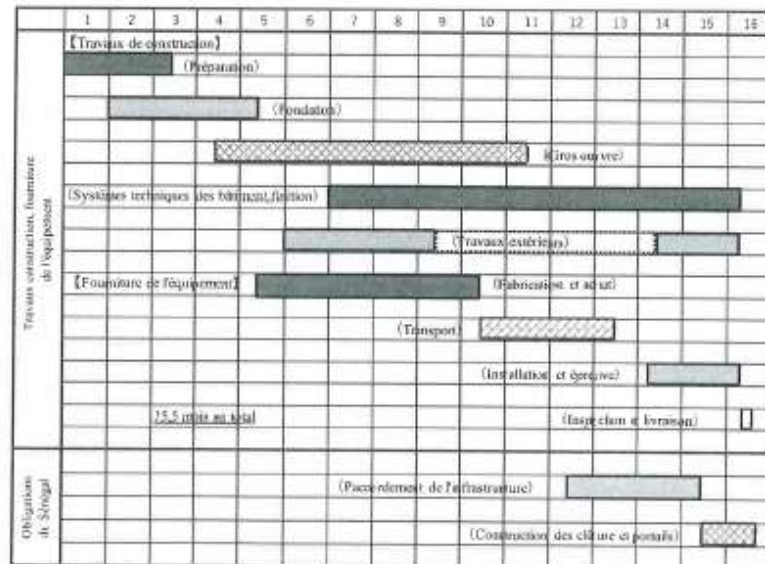 1 2 3 4 5 6 7 8 9 10 11 12 13 14 15 16
【Travaux de construction】
(Préparation)
(Fondation)
(Gros œuvre)
(Systèmes techniques des bâtiment, finition)
(Travaux extérieurs)
【Fourniture de l'équipement】
(Fabrication et achat)
(Transport)
(Installation et épreuve)
15,5 mois au total
(Inspection et livraison)
Travaux construction, fourniture
de l'équipement
(Raccordement de l'infrastructure)
(Construction des clôture et portails)
Obligations
du Sénégal